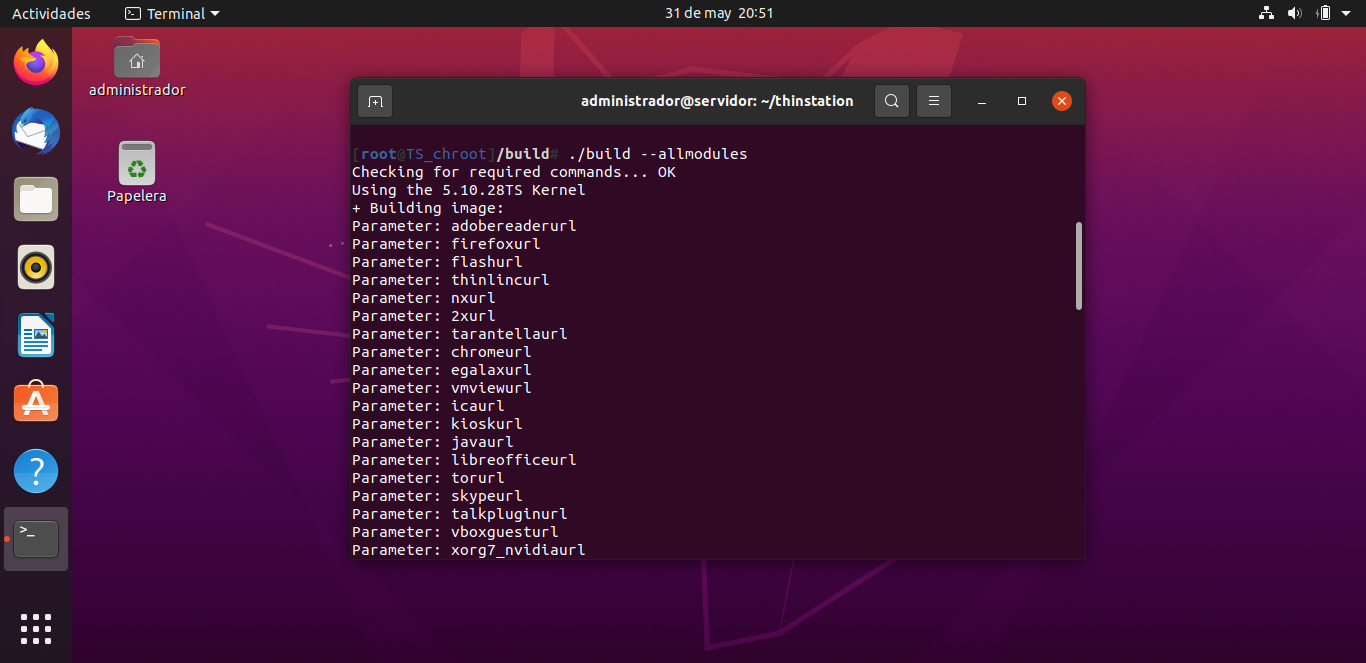 Actividades
Terminal
31 de may 20:51
administrador
Papelera
administrador@servidor: ~/thinstation
[root@TS_chroot]/build# ./build --allmodules
Checking for required commands... OK
Using the 5.10.28TS Kernel
+ Building image:
Parameter: adobereaderurl
Parameter: firefoxurl
Parameter: flashurl
Parameter: thinlincurl
Parameter: nxurl
Parameter: 2xurl
Parameter: tarantellaurl
Parameter: chromeurl
Parameter: egalaxurl
Parameter: vmviewurl
Parameter: icaurl
Parameter: kioskurl
Parameter: javaurl
Parameter: libreofficeurl
Parameter: torurl
Parameter: skypeurl
Parameter: talkpluginurl
Parameter: vboxguesturl
Parameter: xorg7_nvidiaurl